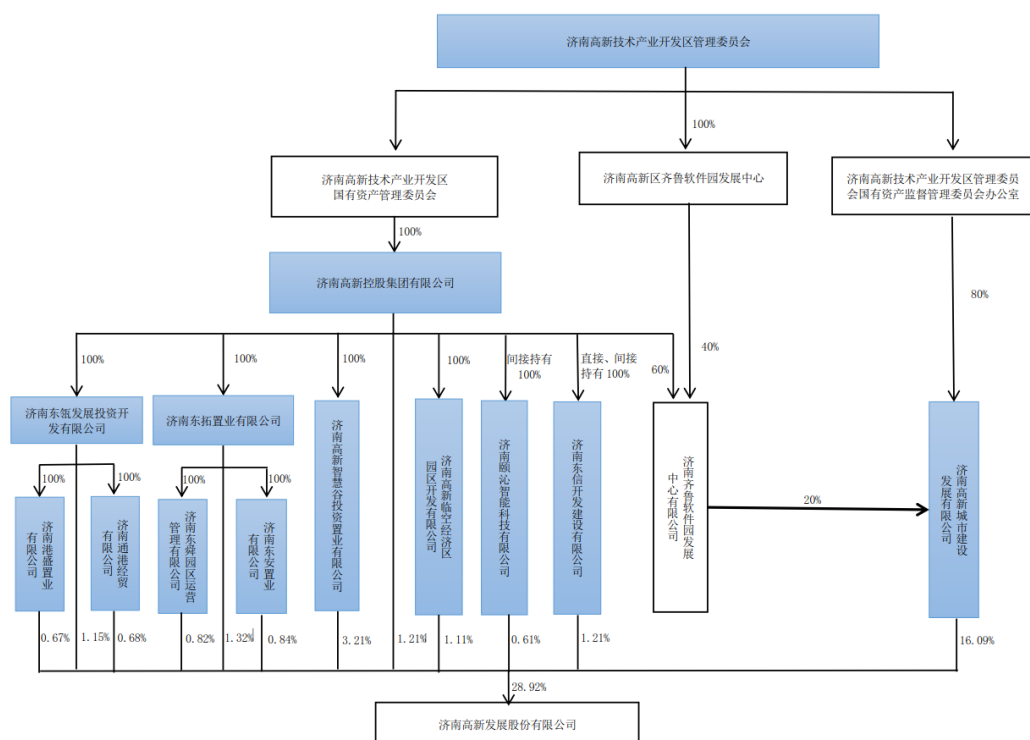 济南高新技术产业开发区管理委员会
100%
济南高新技术产业开发区
国有资产管理委员会
济南高新区齐鲁软件园发展中心
济南高新技术产业开发区管理委员
会国有资产监督管理委员会办公室
100%
济南高新控股集团有限公司
80%
40%
100%
100%
100%
100%
间接持有
100%
直接、间接
持有 100%
60%
济南东瓴发展投资开
发有限公司
济南东拓置业有限公司
济南高新智慧谷投资置业有限公司
济南高新临空经济区
园区开发有限公司
济南颐沁智能科技有限公司
济南东信开发建设有限公司
济南齐鲁软件园发展
中心有限公司
济南高新城市建设
发展有限公司
100%
100%
100%
100%
20%
济南港盛置业
有限公司
济南通港经贸
有限公司
济南东舜园区运营
管理有限公司
济南东安置业
有限公司
0.67%
1.15%
0.68%
0.82%
1.32%
0.84%
3.21%
1.21%
1.11%
0.61%
1.21%
16.09%
28.92%
济南高新发展股份有限公司